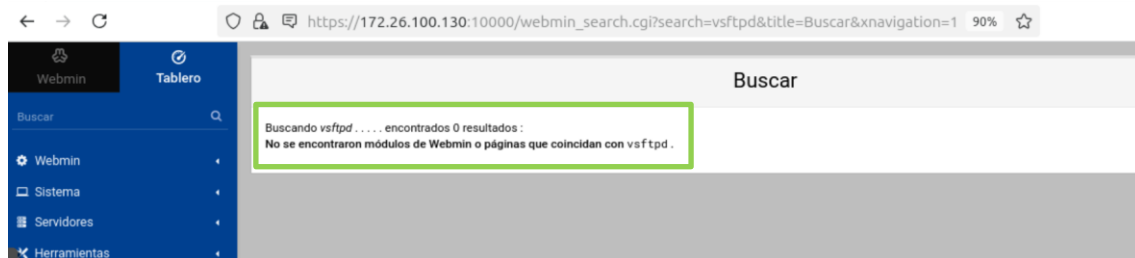 https://172.26.100.130:10000/webmin_search.cgi?search=vsftpd&title=Buscar&xnavigation=1 90%
Webmin Tablero
Buscar
Buscar
Buscando vsftpd . . . . . encontrados 0 resultados :
No se encontraron módulos de Webmin o páginas que coincidan con vsftpd .
Webmin
Sistema
Servidores
Herramientas